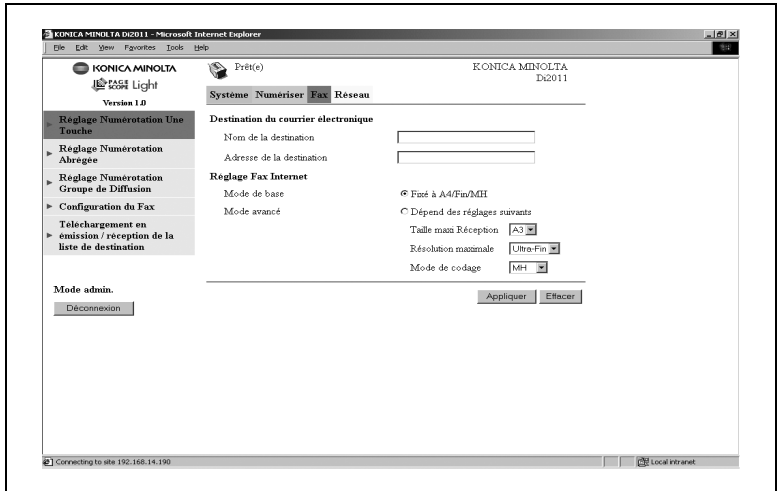 KONICA MINOLTA Di2011 - Microsoft Internet Explorer
File Edit View Favorites Tools Help
KONICA MINOLTA
PAGE SCOPE Light
Version 1.0
Prêt(e)
KONICA MINOLTA
Di2011
Système Numériser Fax Réseau
Réglage Numérotation Une
Touche
Réglage Numérotation
Abrégée
Réglage Numérotation
Groupe de Diffusion
Configuration du Fax
Téléchargement en
émission / réception de la
liste de destination
Mode admin.
Déconnexion
Destination du courrier électronique
Nom de la destination
Adresse de la destination
Réglage Fax Internet
Mode de base
Fixé à A4/Fin/MH
Mode avancé
Dépend des réglages suivants
Taille maxi Réception A3
Résolution maximale Ultra-Fin
Mode de codage MH
Appliquer Effacer
Connecting to site 192.168.14.190
Local intranet